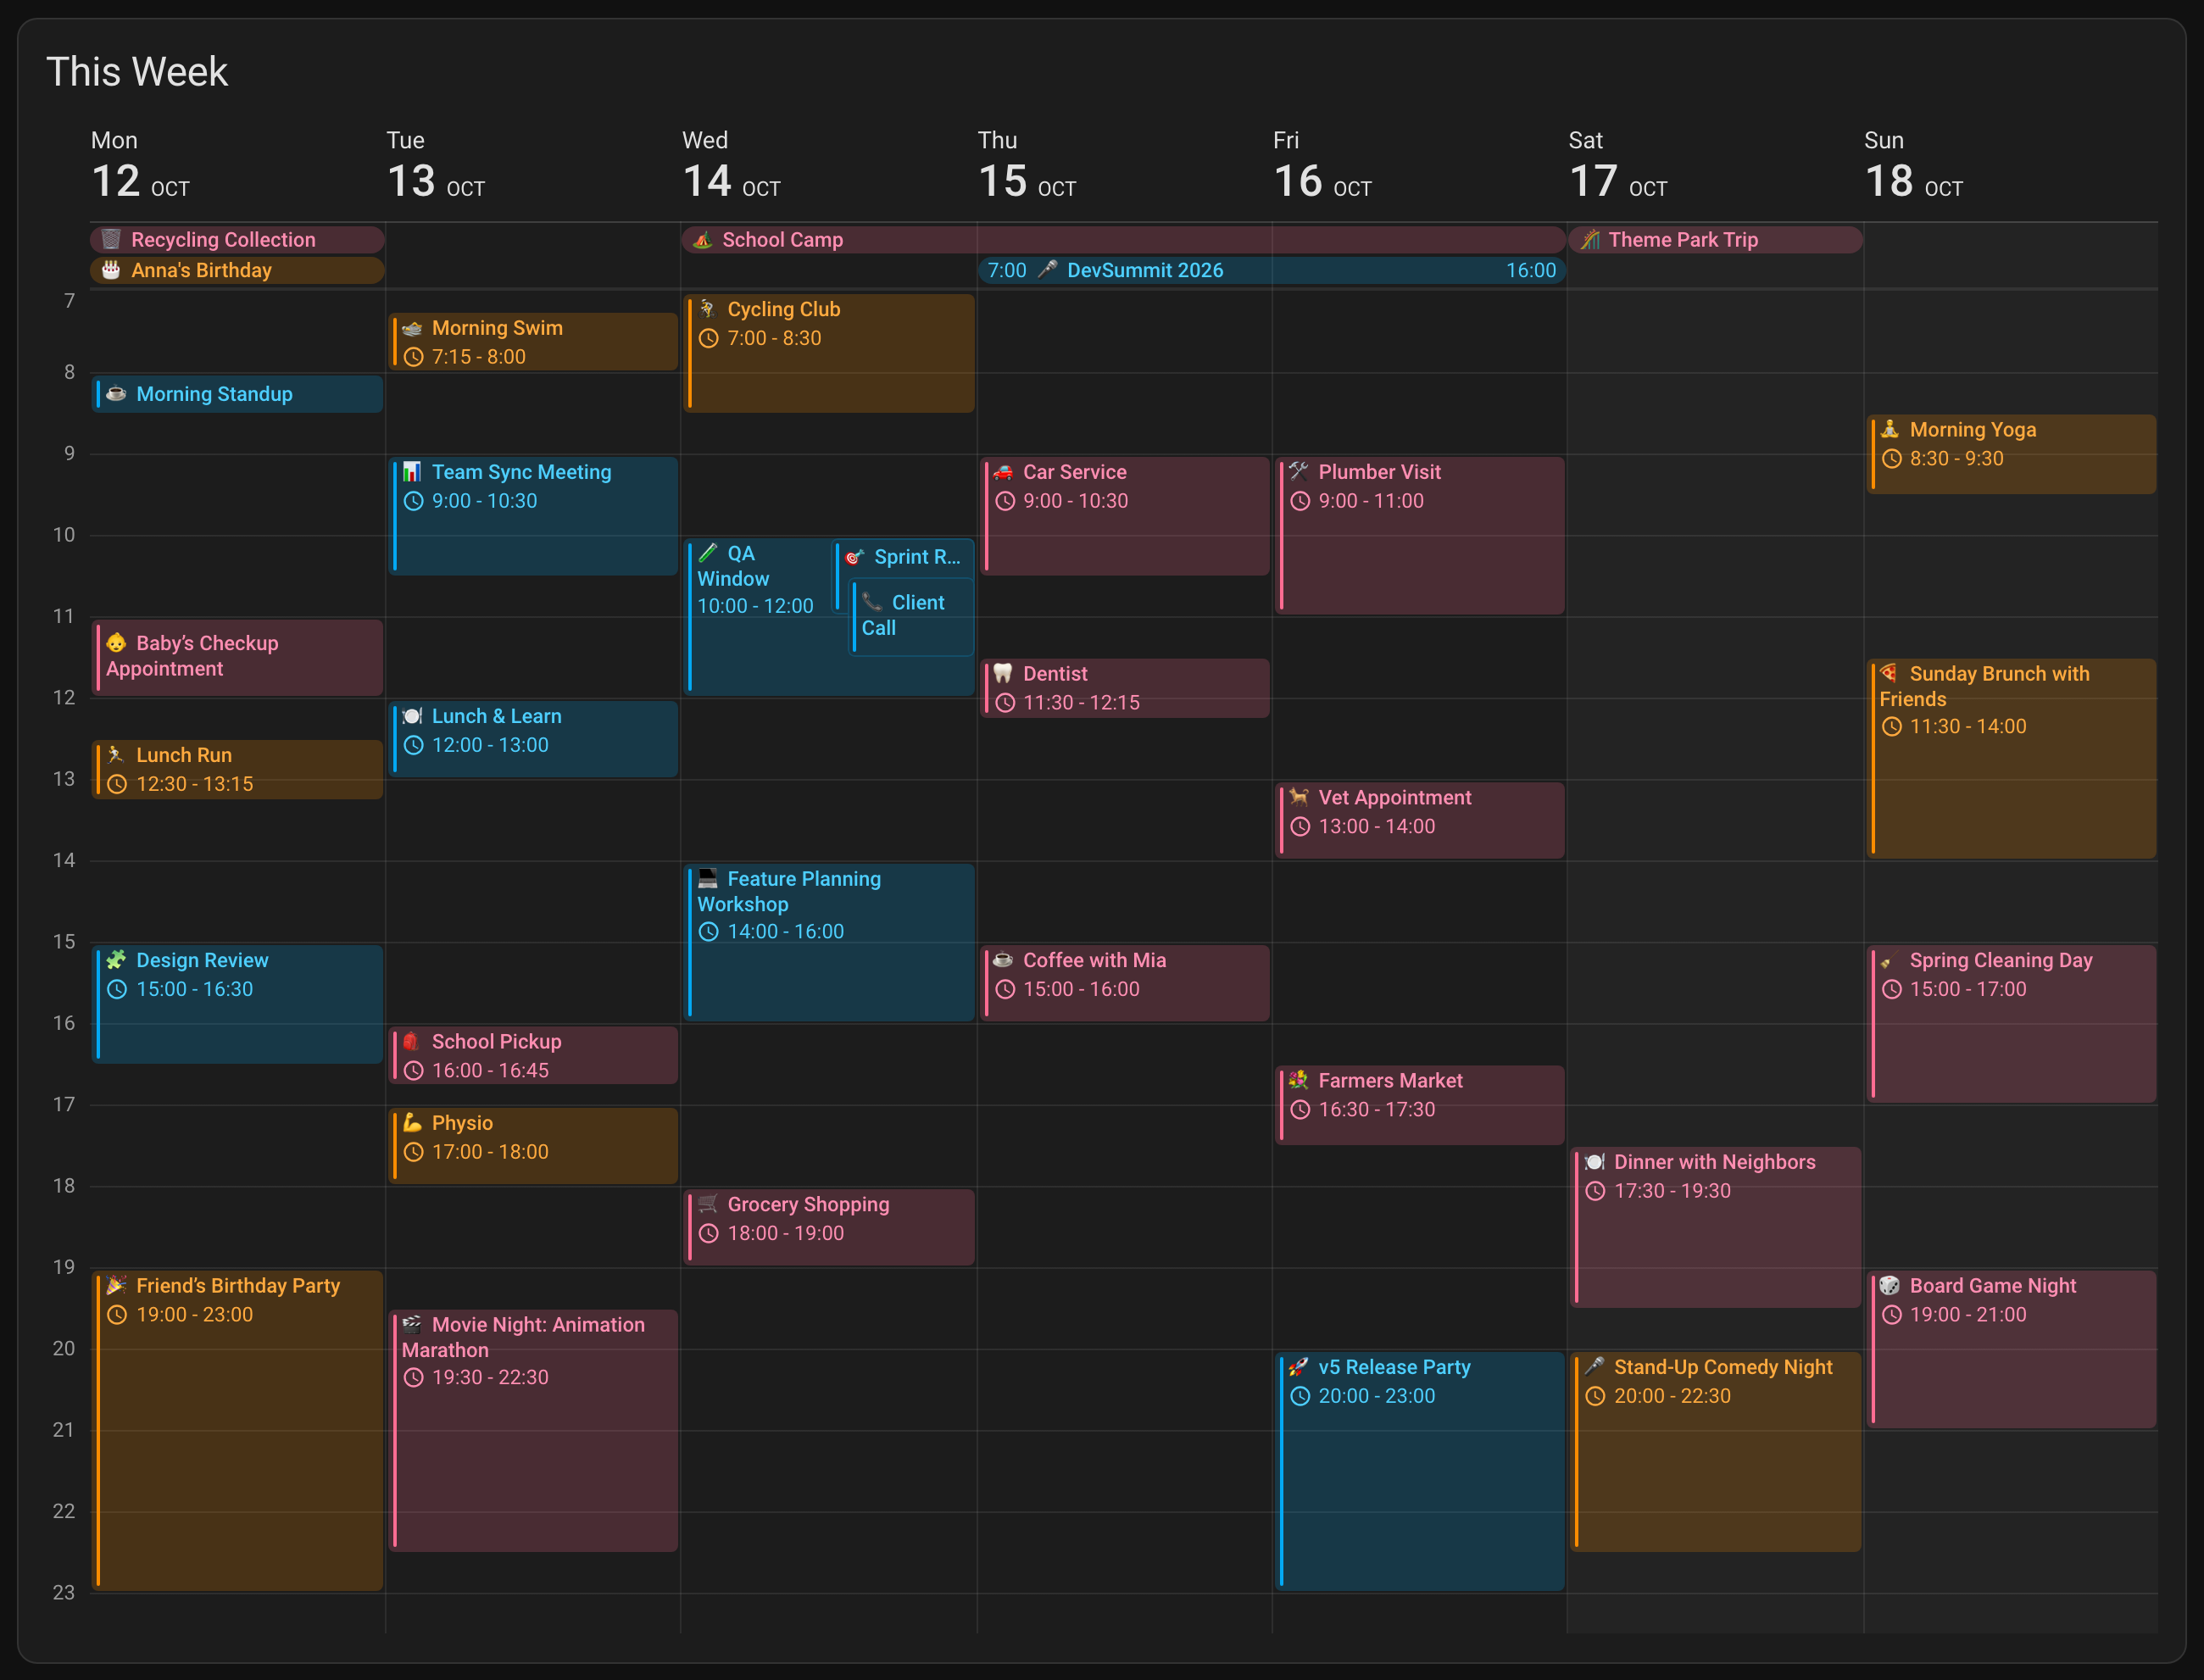 This Week
Mon
12 OCT
Tue
13 OCT
Wed
14 OCT
Thu
15 OCT
Fri
16 OCT
Sat
17 OCT
Sun
18 OCT
Recycling Collection
Anna's Birthday
School Camp
7:00 DevSummit 2026 16:00
Theme Park Trip
7
8
9
10
11
12
13
14
15
16
17
18
19
20
21
22
23
Morning Standup
Baby’s Checkup
Appointment
Lunch Run
12:30 - 13:15
Design Review
15:00 - 16:30
Friend’s Birthday Party
19:00 - 23:00
Morning Swim
7:15 - 8:00
Team Sync Meeting
9:00 - 10:30
Lunch & Learn
12:00 - 13:00
School Pickup
16:00 - 16:45
Physio
17:00 - 18:00
Movie Night: Animation
Marathon
19:30 - 22:30
Cycling Club
7:00 - 8:30
QA
Window
10:00 - 12:00
Sprint R...
Client
Call
Feature Planning
Workshop
14:00 - 16:00
Grocery Shopping
18:00 - 19:00
Car Service
9:00 - 10:30
Dentist
11:30 - 12:15
Coffee with Mia
15:00 - 16:00
Plumber Visit
9:00 - 11:00
Vet Appointment
13:00 - 14:00
Farmers Market
16:30 - 17:30
v5 Release Party
20:00 - 23:00
Dinner with Neighbors
17:30 - 19:30
Stand-Up Comedy Night
20:00 - 22:30
Morning Yoga
8:30 - 9:30
Sunday Brunch with
Friends
11:30 - 14:00
Spring Cleaning Day
15:00 - 17:00
Board Game Night
19:00 - 21:00